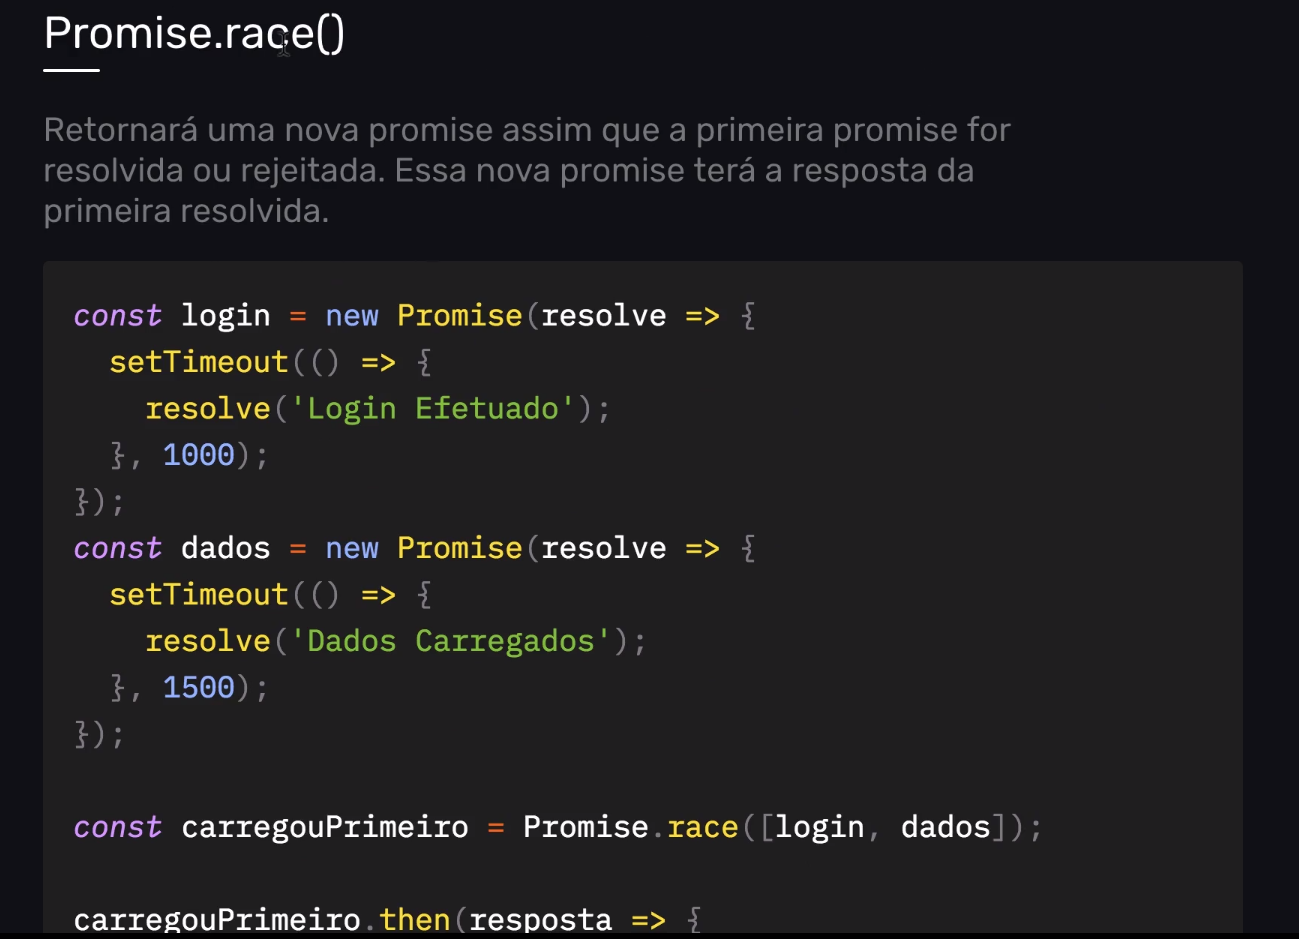 Promise.race()
Retornará uma nova promise assim que a primeira promise for
resolvida ou rejeitada. Essa nova promise terá a resposta da
primeira resolvida.
const login = new Promise(resolve => {
  setTimeout(() => {
    resolve('Login Efetuado');
  }, 1000);
});
const dados = new Promise(resolve => {
  setTimeout(() => {
    resolve('Dados Carregados');
  }, 1500);
});

const carregouPrimeiro = Promise.race([login, dados]);

carregouPrimeiro.then(resposta => {